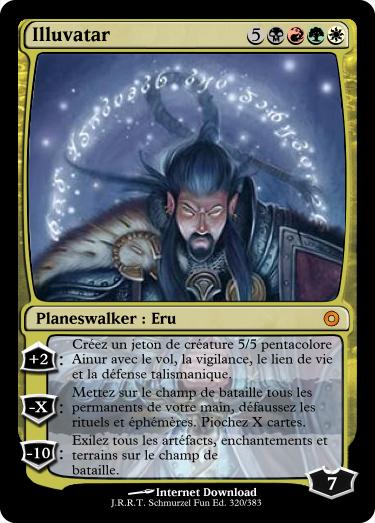 Illuvatar 5
Planeswalker : Eru
+2 : Créez un jeton de créature 5/5 pentacolore
Ainur avec le vol, la vigilance, le lien de vie
et la défense talismanique.
-X : Mettez sur le champ de bataille tous les
permanents de votre main, défaussez les
rituels et éphémères. Piochez X cartes.
-10 : Exilez tous les artéfacts, enchantements et
terrains sur le champ de
bataille.
7
Internet Download
J.R.R.T. Schmurzel Fun Ed. 320/383